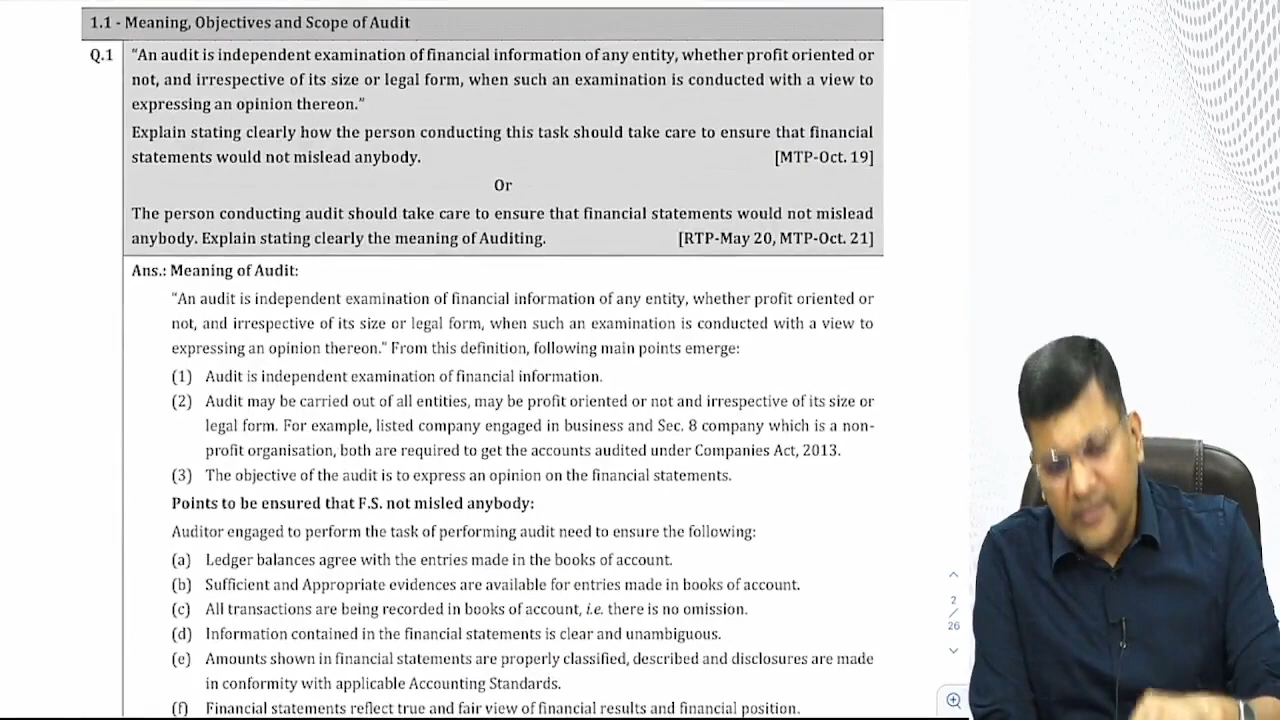 1.1 - Meaning, Objectives and Scope of Audit
Q.1 "An audit is independent examination of financial information of any entity, whether profit oriented or
not, and irrespective of its size or legal form, when such an examination is conducted with a view to
expressing an opinion thereon."
Explain stating clearly how the person conducting this task should take care to ensure that financial
statements would not mislead anybody. [MTP-Oct. 19]
Or
The person conducting audit should take care to ensure that financial statements would not mislead
anybody. Explain stating clearly the meaning of Auditing. [RTP-May 20, MTP-Oct. 21]
Ans.: Meaning of Audit:
"An audit is independent examination of financial information of any entity, whether profit oriented or
not, and irrespective of its size or legal form, when such an examination is conducted with a view to
expressing an opinion thereon." From this definition, following main points emerge:
(1) Audit is independent examination of financial information.
(2) Audit may be carried out of all entities, may be profit oriented or not and irrespective of its size or
legal form. For example, listed company engaged in business and Sec. 8 company which is a non-
profit organisation, both are required to get the accounts audited under Companies Act, 2013.
(3) The objective of the audit is to express an opinion on the financial statements.
Points to be ensured that F.S. not misled anybody:
Auditor engaged to perform the task of performing audit need to ensure the following:
(a) Ledger balances agree with the entries made in the books of account.
(b) Sufficient and Appropriate evidences are available for entries made in books of account.
(c) All transactions are being recorded in books of account, i.e. there is no omission.
(d) Information contained in the financial statements is clear and unambiguous.
(e) Amounts shown in financial statements are properly classified, described and disclosures are made
in conformity with applicable Accounting Standards.
(f) Financial statements reflect true and fair view of financial results and financial position.
2
/
26